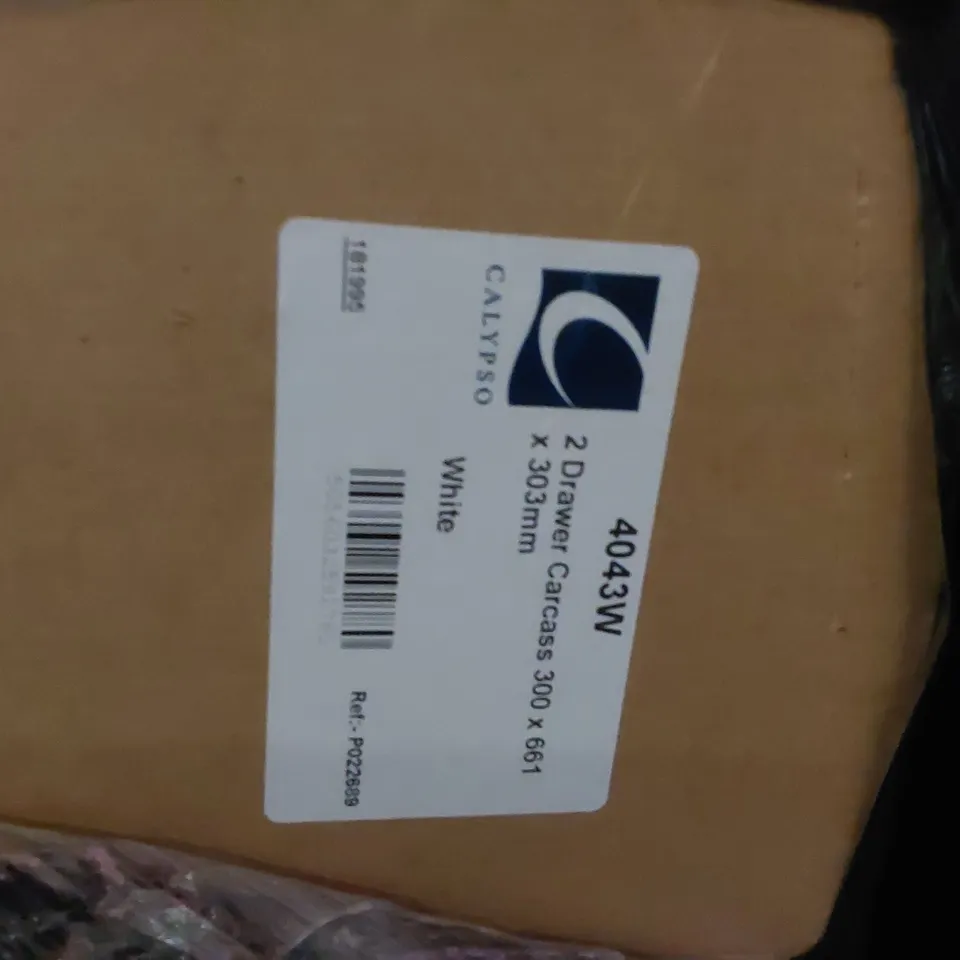 4043W
2 Drawer Carcass 300 x 661
x 303mm
CALYPSO
White
Ref:- P022689